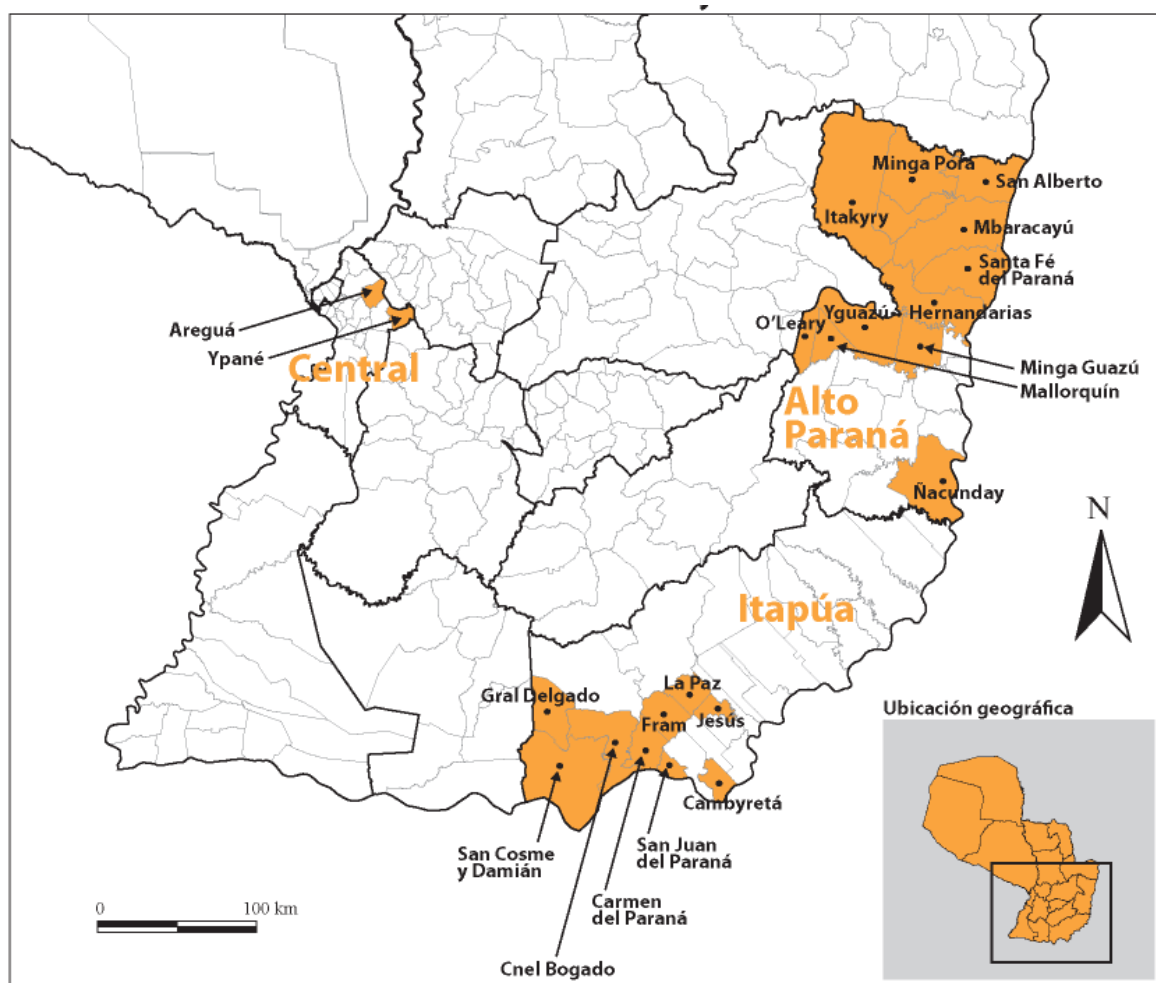 Minga Porá
San Alberto
Itakyry
Mbaracayú
Santa Fé
del Paraná
Yguazú
Hernandarias
O'Leary
Areguá
Ypané
Central
Minga Guazú
Mallorquín
Alto
Paraná
Ñacunday
N
Itapúa
La Paz
Gral Delgado
Fram
Jesús
Ubicación geográfica
Cambyretá
San Cosme
y Damián
San Juan
del Paraná
Carmen
del Paraná
0
100 km
Cnel Bogado